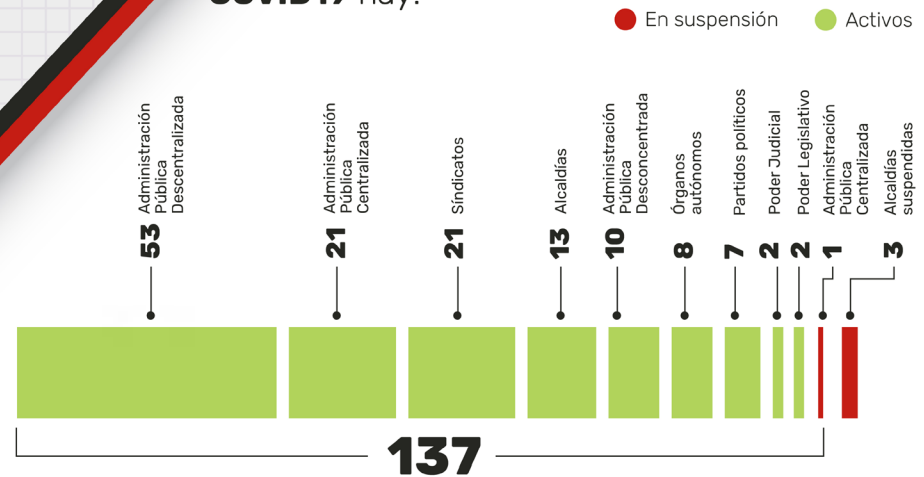 COVID19 hay:
En suspensión
Activos
53 Administración
Pública
Descentralizada
21 Administración
Pública
Centralizada
21 Síndicatos
13 Alcaldías
10 Administración
Pública
Desconcentrada
8 Órganos
autónomos
7 Partidos políticos
2 Poder Judicial
2 Poder Legislativo
1 Administración
Pública
Centralizada
3 Alcaldías
suspendidas
137